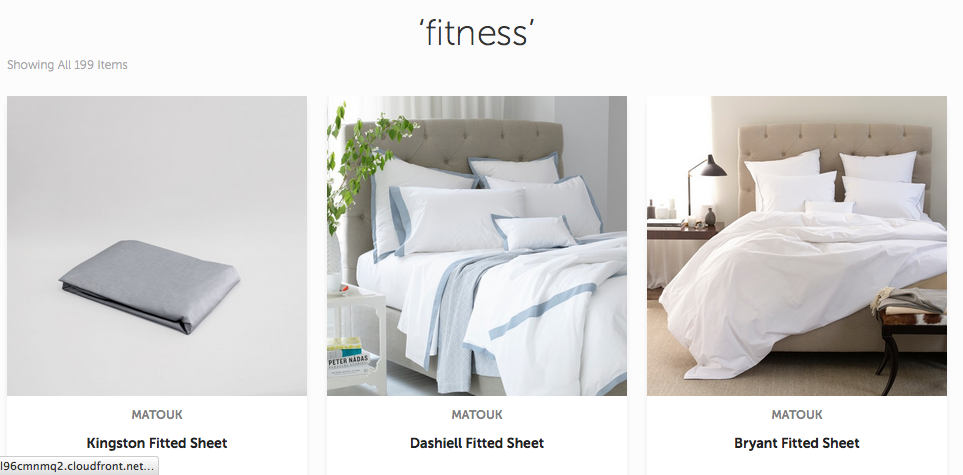 ‘fitness’
Showing All 199 Items
PETER NADAS
MATOUK
MATOUK
MATOUK
Kingston Fitted Sheet
Dashiell Fitted Sheet
Bryant Fitted Sheet
l96cmnmq2.cloudfront.net...